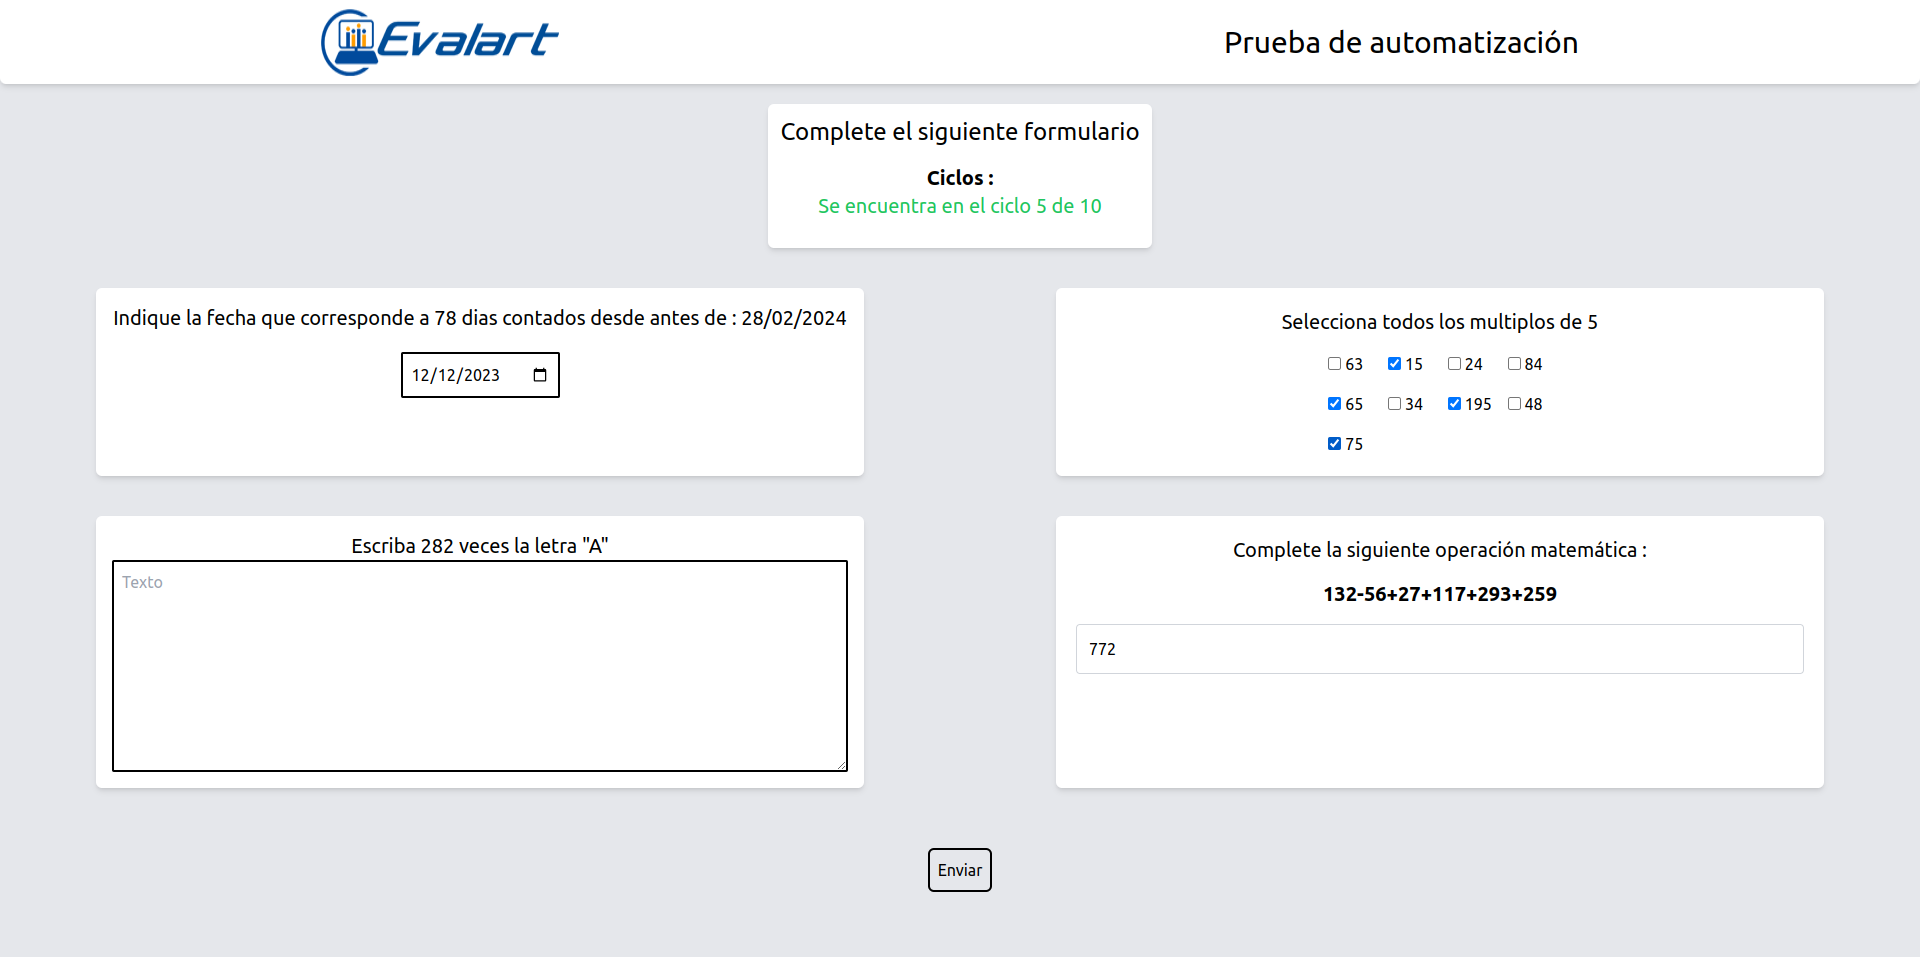 Evalart
Prueba de automatización
Complete el siguiente formulario
Ciclos :
Se encuentra en el ciclo 5 de 10
Indique la fecha que corresponde a 78 dias contados desde antes de : 28/02/2024
12/12/2023
Selecciona todos los multiplos de 5
63 15 24 84
65 34 195 48
75
Escriba 282 veces la letra "A"
Texto
Complete la siguiente operación matemática :
132-56+27+117+293+259
772
Enviar